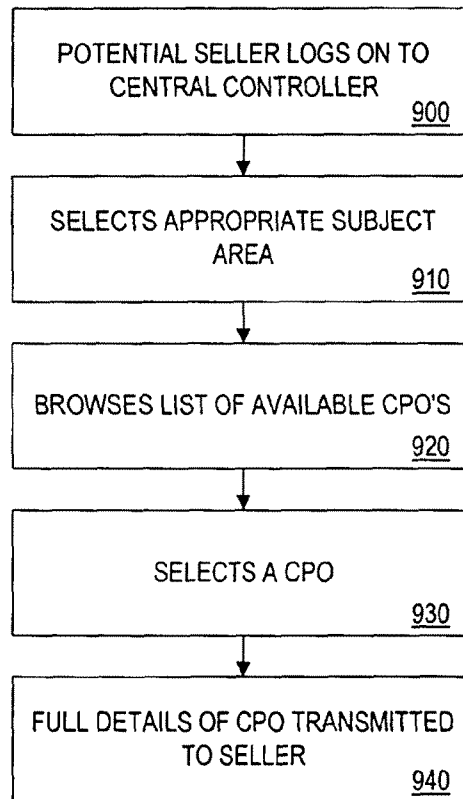 POTENTIAL SELLER LOGS ON TO
CENTRAL CONTROLLER
900
SELECTS APPROPRIATE SUBJECT
AREA
910
BROWSES LIST OF AVAILABLE CPO'S
920
SELECTS A CPO
930
FULL DETAILS OF CPO TRANSMITTED
TO SELLER
940